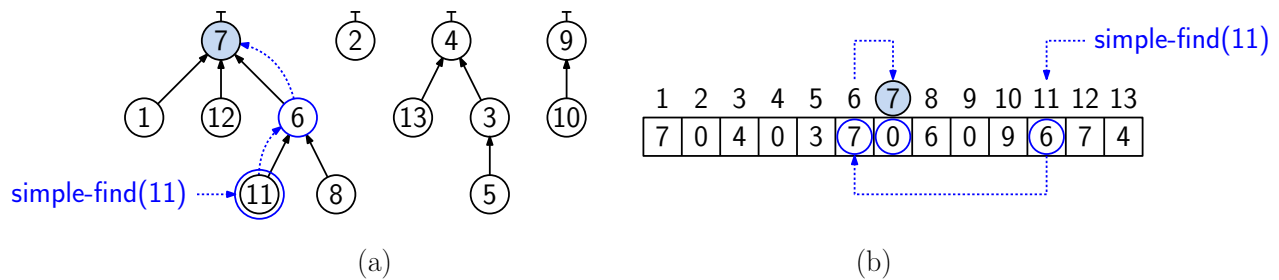 7 2 4 9
1 12 6 13 3 10
simple-find(11) 11 8 5
(a)
simple-find(11)
1 2 3 4 5 6 7 8 9 10 11 12 13
7 0 4 0 3 7 0 6 0 9 6 7 4
(b)